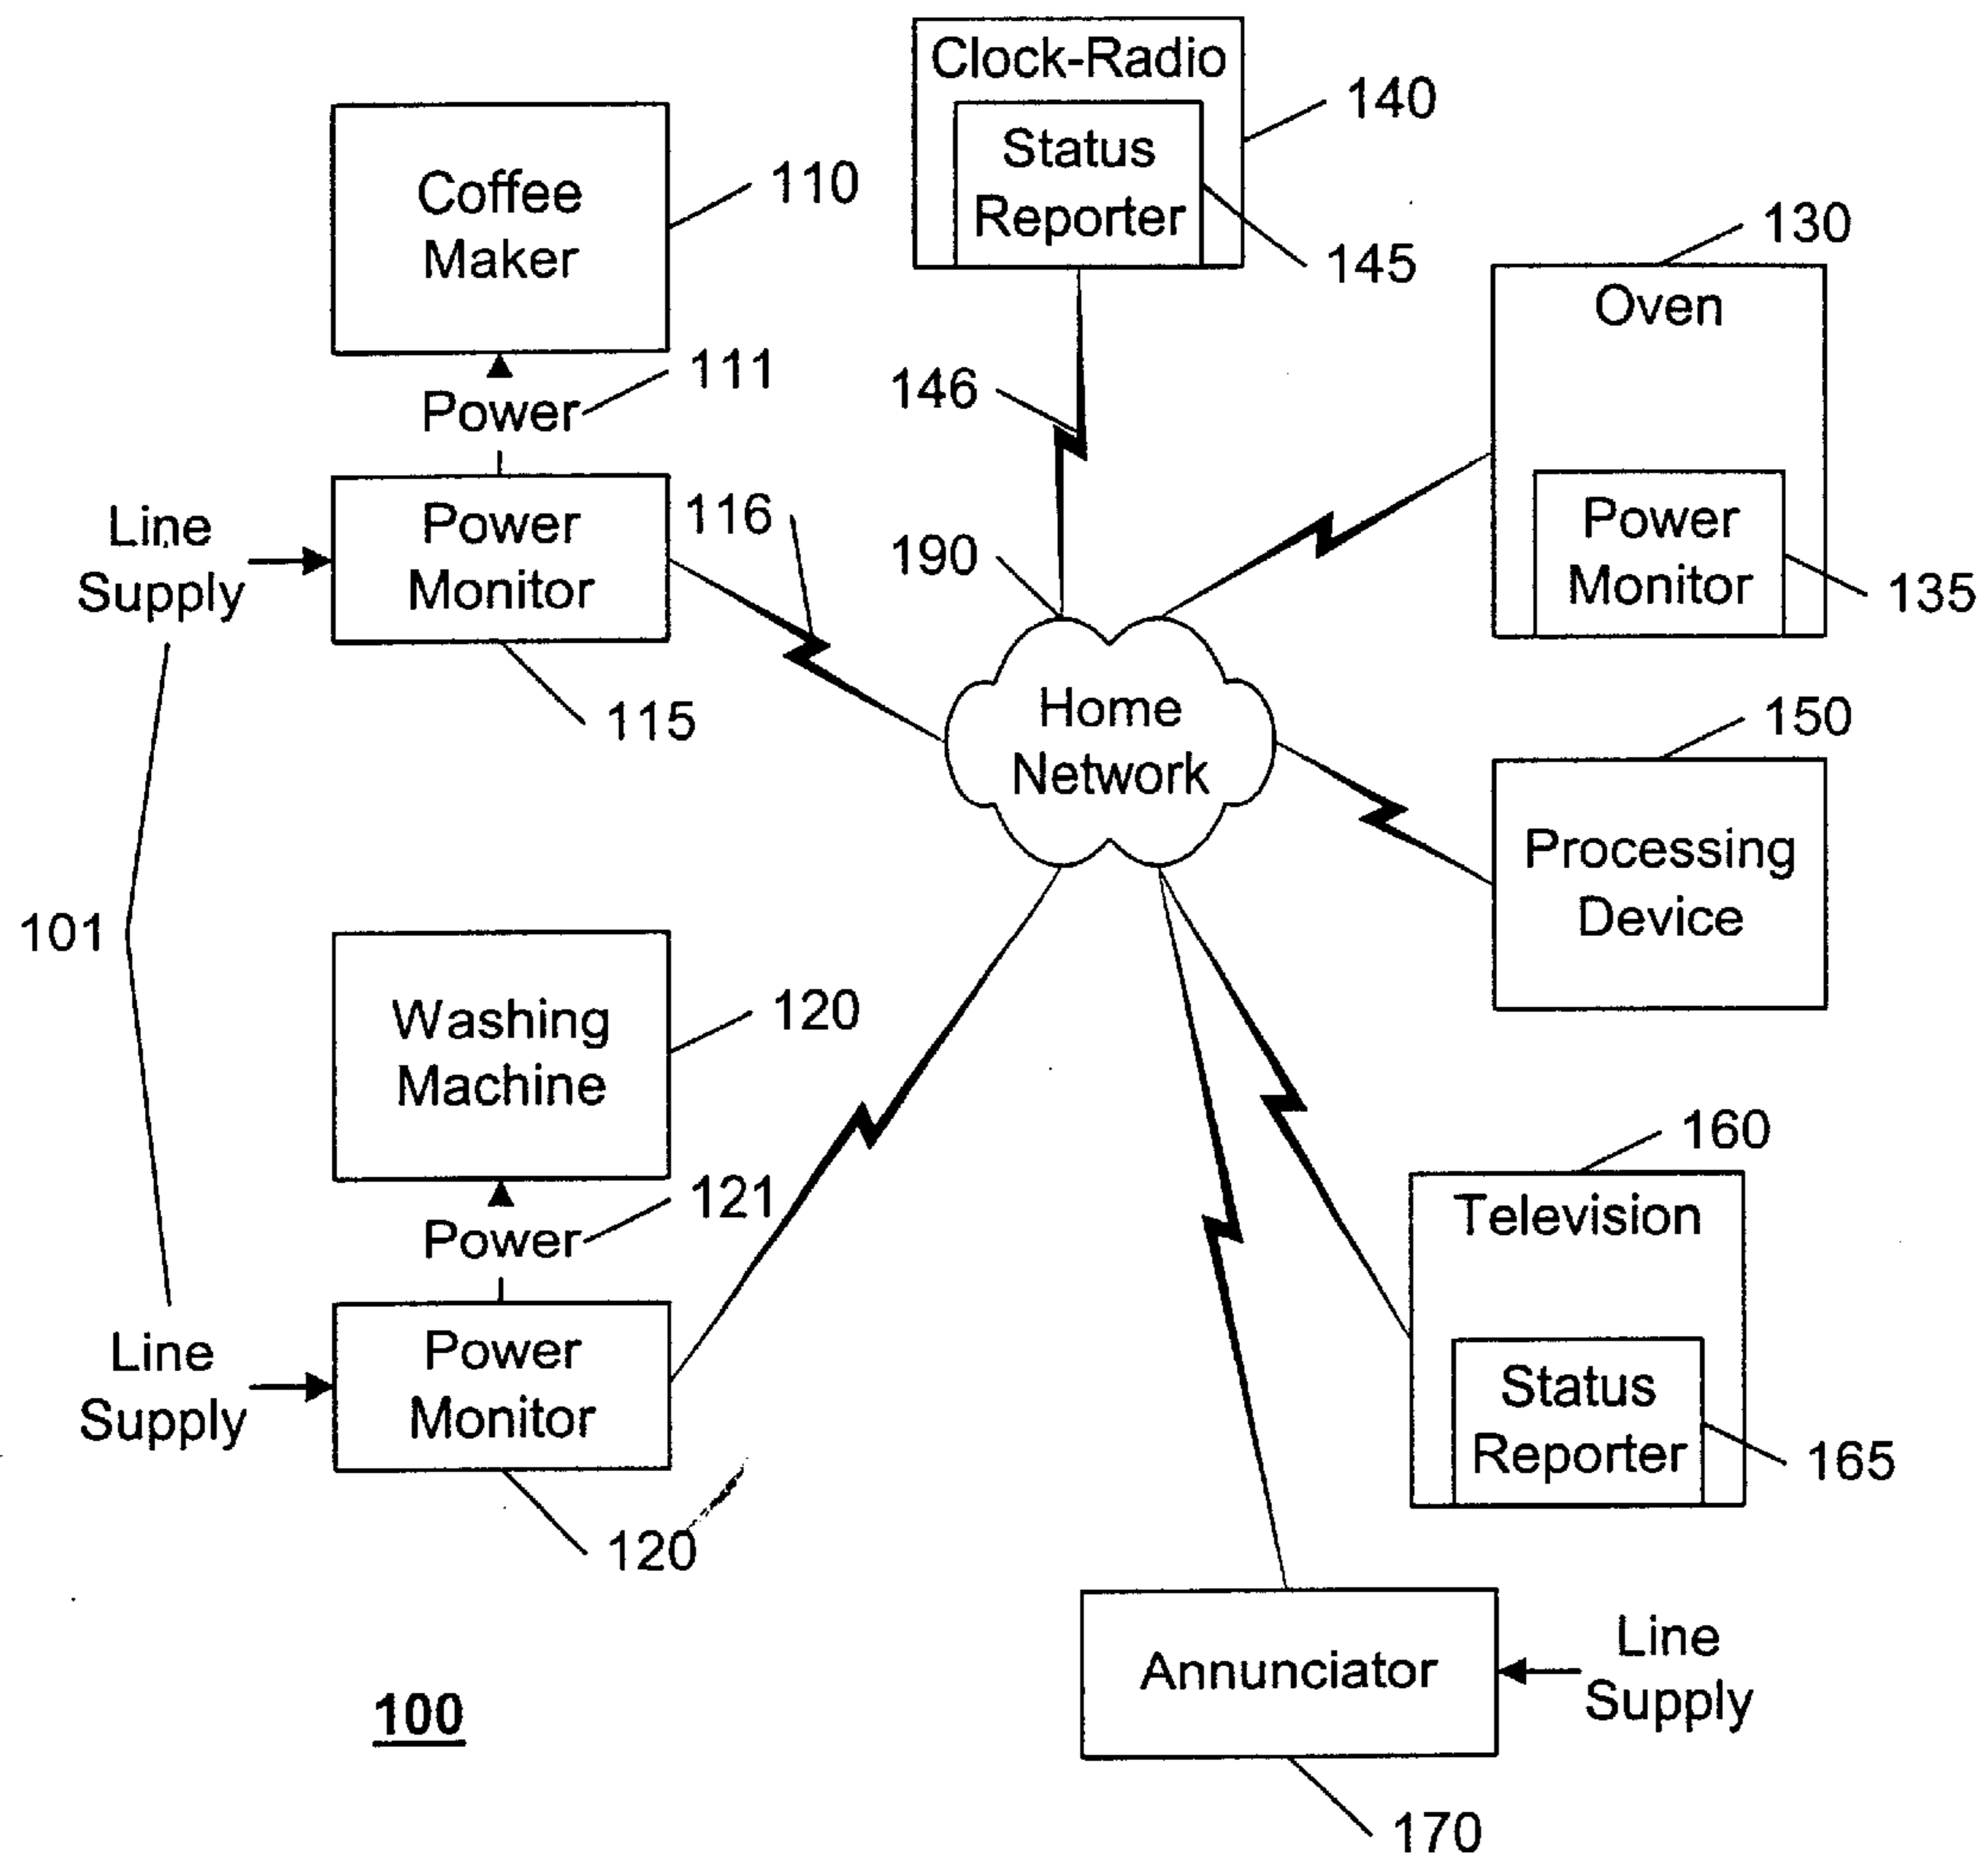 Clock-Radio
140
Status
Reporter
145
Coffee
Maker
110
130
Oven
111
Power
146
Line
Supply
Power
Monitor
116
190
Power
Monitor
135
115
Home
Network
150
Processing
Device
101
Washing
Machine
120
160
Television
121
Power
Line
Supply
Power
Monitor
Status
Reporter
165
120
Annunciator
Line
Supply
100
170